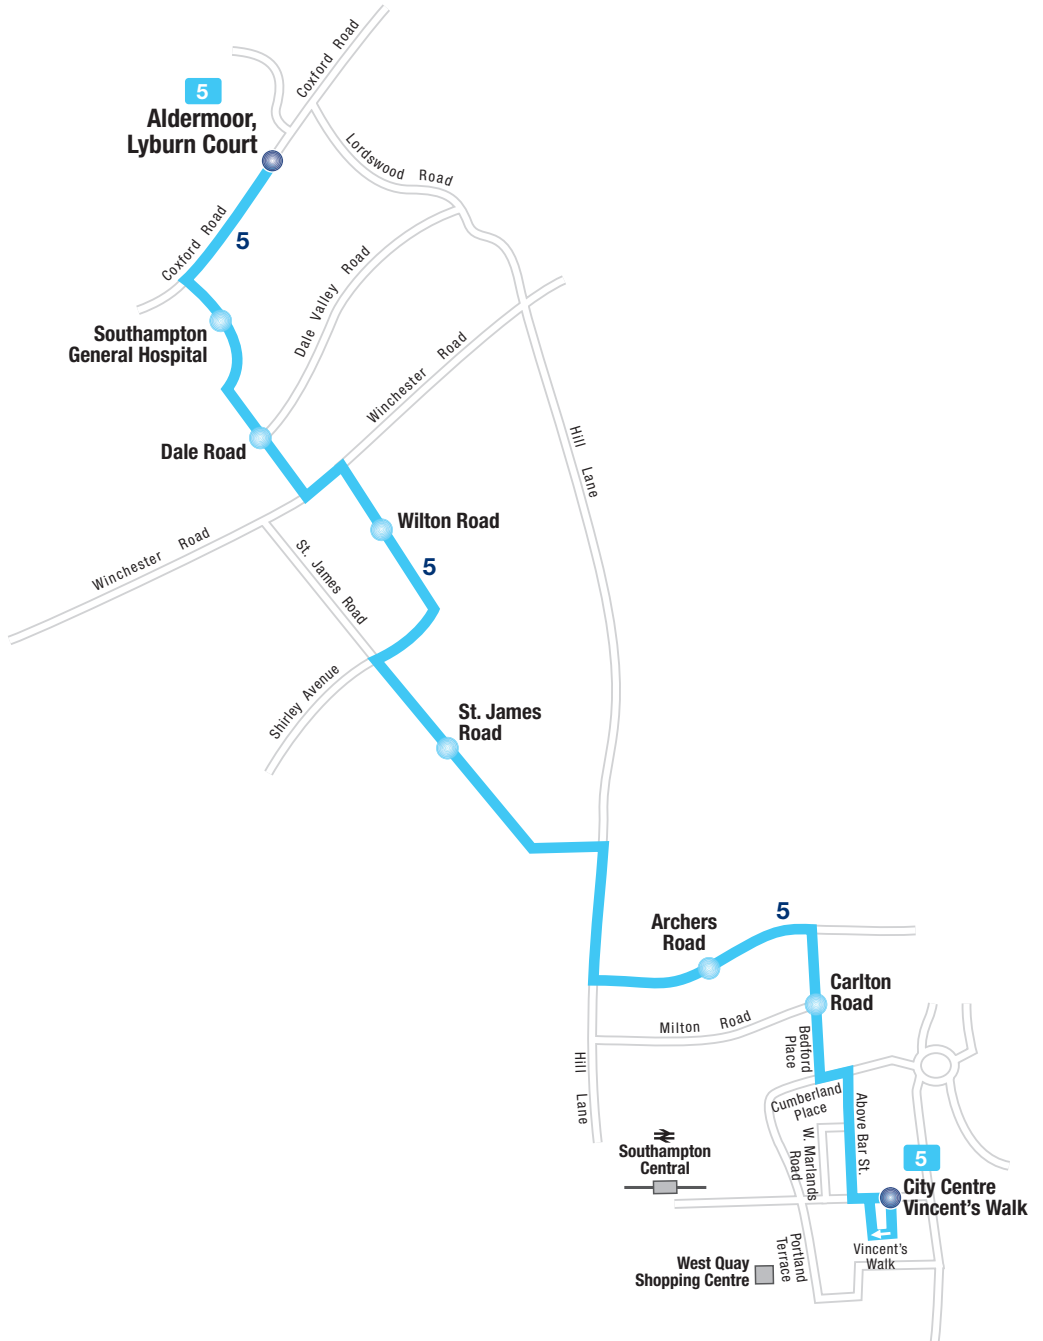 Coxford Road
5
Aldermoor,
Lyburn Court
Lordswood Road
Coxford Road
5
Dale Valley Road
Southampton
General Hospital
Winchester Road
Dale Road
Hill Lane
Wilton Road
Winchester Road
St. James Road
5
Shirley Avenue
St. James
Road
Archers
Road
5
Carlton
Road
Milton Road
Bedford
Place
Hill Lane
Cumberland
Place
Above Bar St.
W. Marlands
Road
Southampton
Central
5
City Centre
Vincent's Walk
Portland
Terrace
Vincent's
Walk
West Quay
Shopping Centre